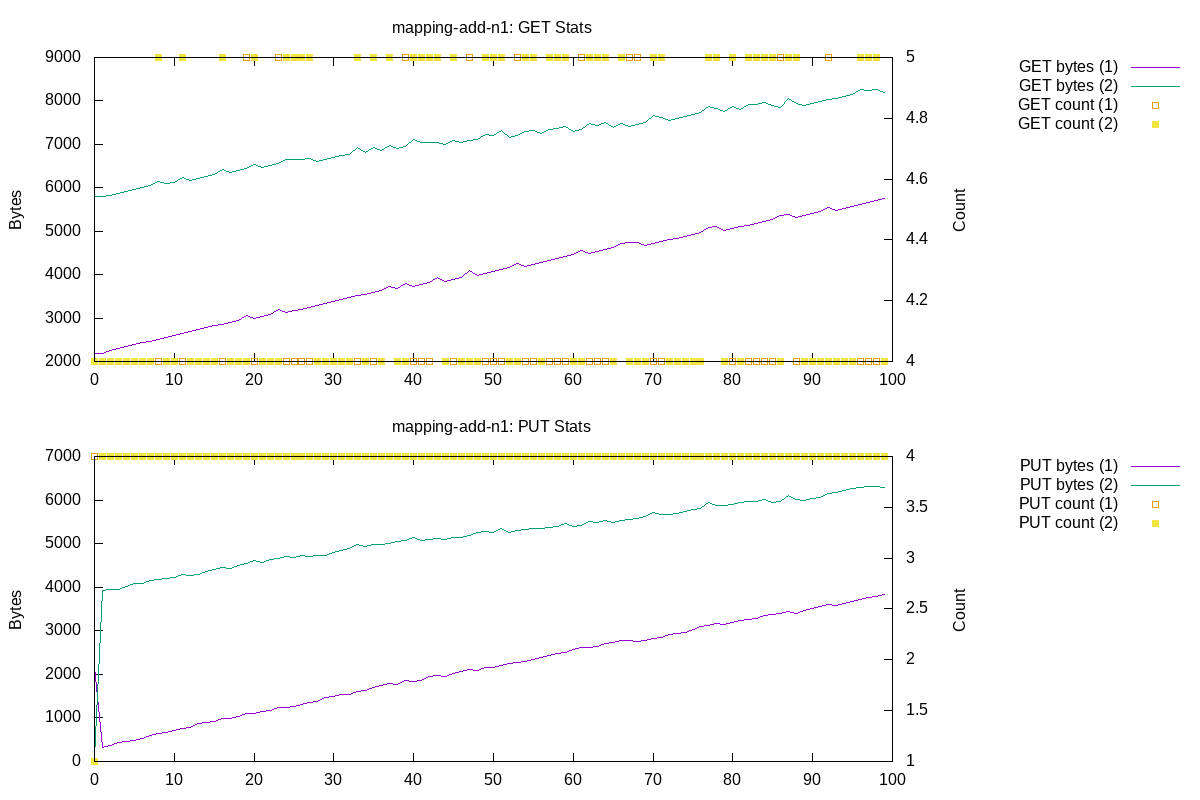 mapping-add-n1: GET Stats
9000
8000
7000
6000
5000
4000
3000
2000
Bytes
0 10 20 30 40 50 60 70 80 90 100
5
4.8
4.6
4.4
4.2
4
Count
GET bytes (1)
GET bytes (2)
GET count (1)
GET count (2)
mapping-add-n1: PUT Stats
7000
6000
5000
4000
3000
2000
1000
0
Bytes
0 10 20 30 40 50 60 70 80 90 100
4
3.5
3
2.5
2
1.5
1
Count
PUT bytes (1)
PUT bytes (2)
PUT count (1)
PUT count (2)